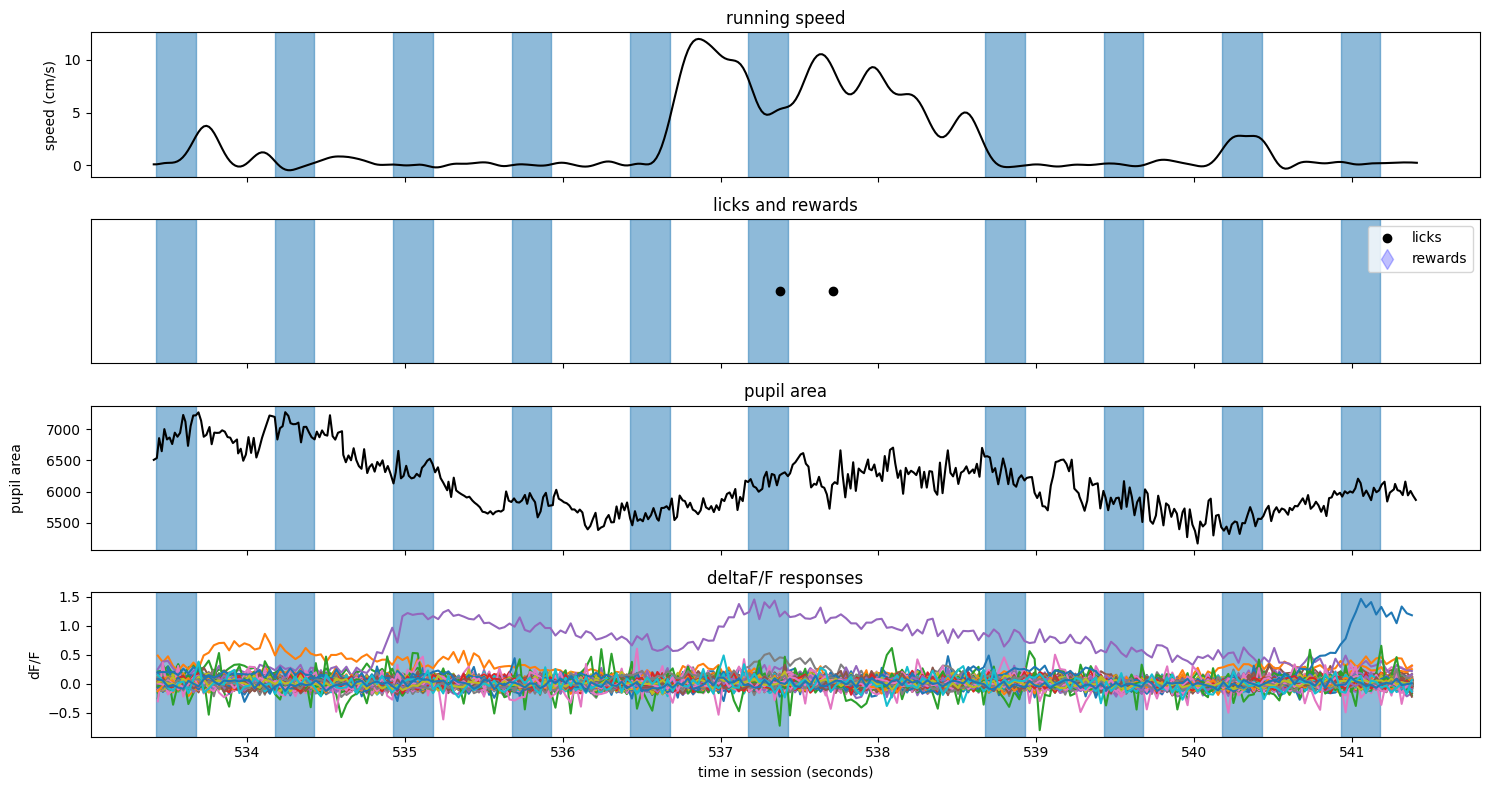 running speed
speed (cm/s)
10
5
0
licks and rewards
licks
rewards
pupil area
pupil area
7000
6500
6000
5500
deltaF/F responses
dF/F
1.5
1.0
0.5
0.0
−0.5
534 535 536 537 538 539 540 541
time in session (seconds)